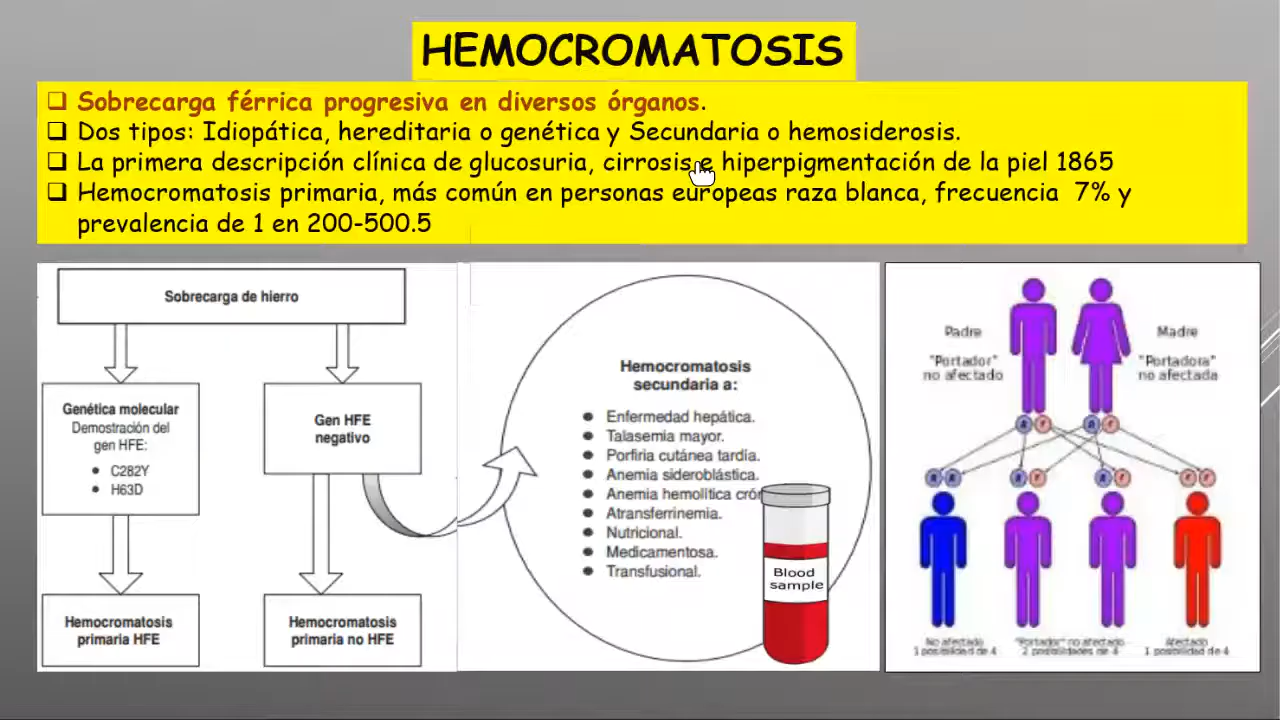 HEMOCROMATOSIS
Sobrecarga férrica progresiva en diversos órganos.
Dos tipos: Idiopática, hereditaria o genética y Secundaria o hemosiderosis.
La primera descripción clínica de glucosuria, cirrosis e hiperpigmentación de la piel 1865
Hemocromatosis primaria, más común en personas europeas raza blanca, frecuencia 7% y
prevalencia de 1 en 200-500.5
Sobrecarga de hierro
Genética molecular
Demostración del
gen HFE:
C282Y
H63D
Gen HFE
negativo
Hemocromatosis
primaria HFE
Hemocromatosis
primaria no HFE
Hemocromatosis
secundaria a:
Enfermedad hepática.
Talasemia mayor.
Porfiria cutánea tardía.
Anemia sideroblástica.
Anemia hemolítica crón
Atransferrinemia.
Nutricional.
Medicamentosa.
Transfusional.
Blood
sample
Padre
"Portador"
no afectado
Madre
"Portadora"
no afectada
R r R r
R R R r R r r r
No afectado
1 posibilidad de 4
"Portador" no afectado
2 posibilidades de 4
Afectado
1 posibilidad de 4